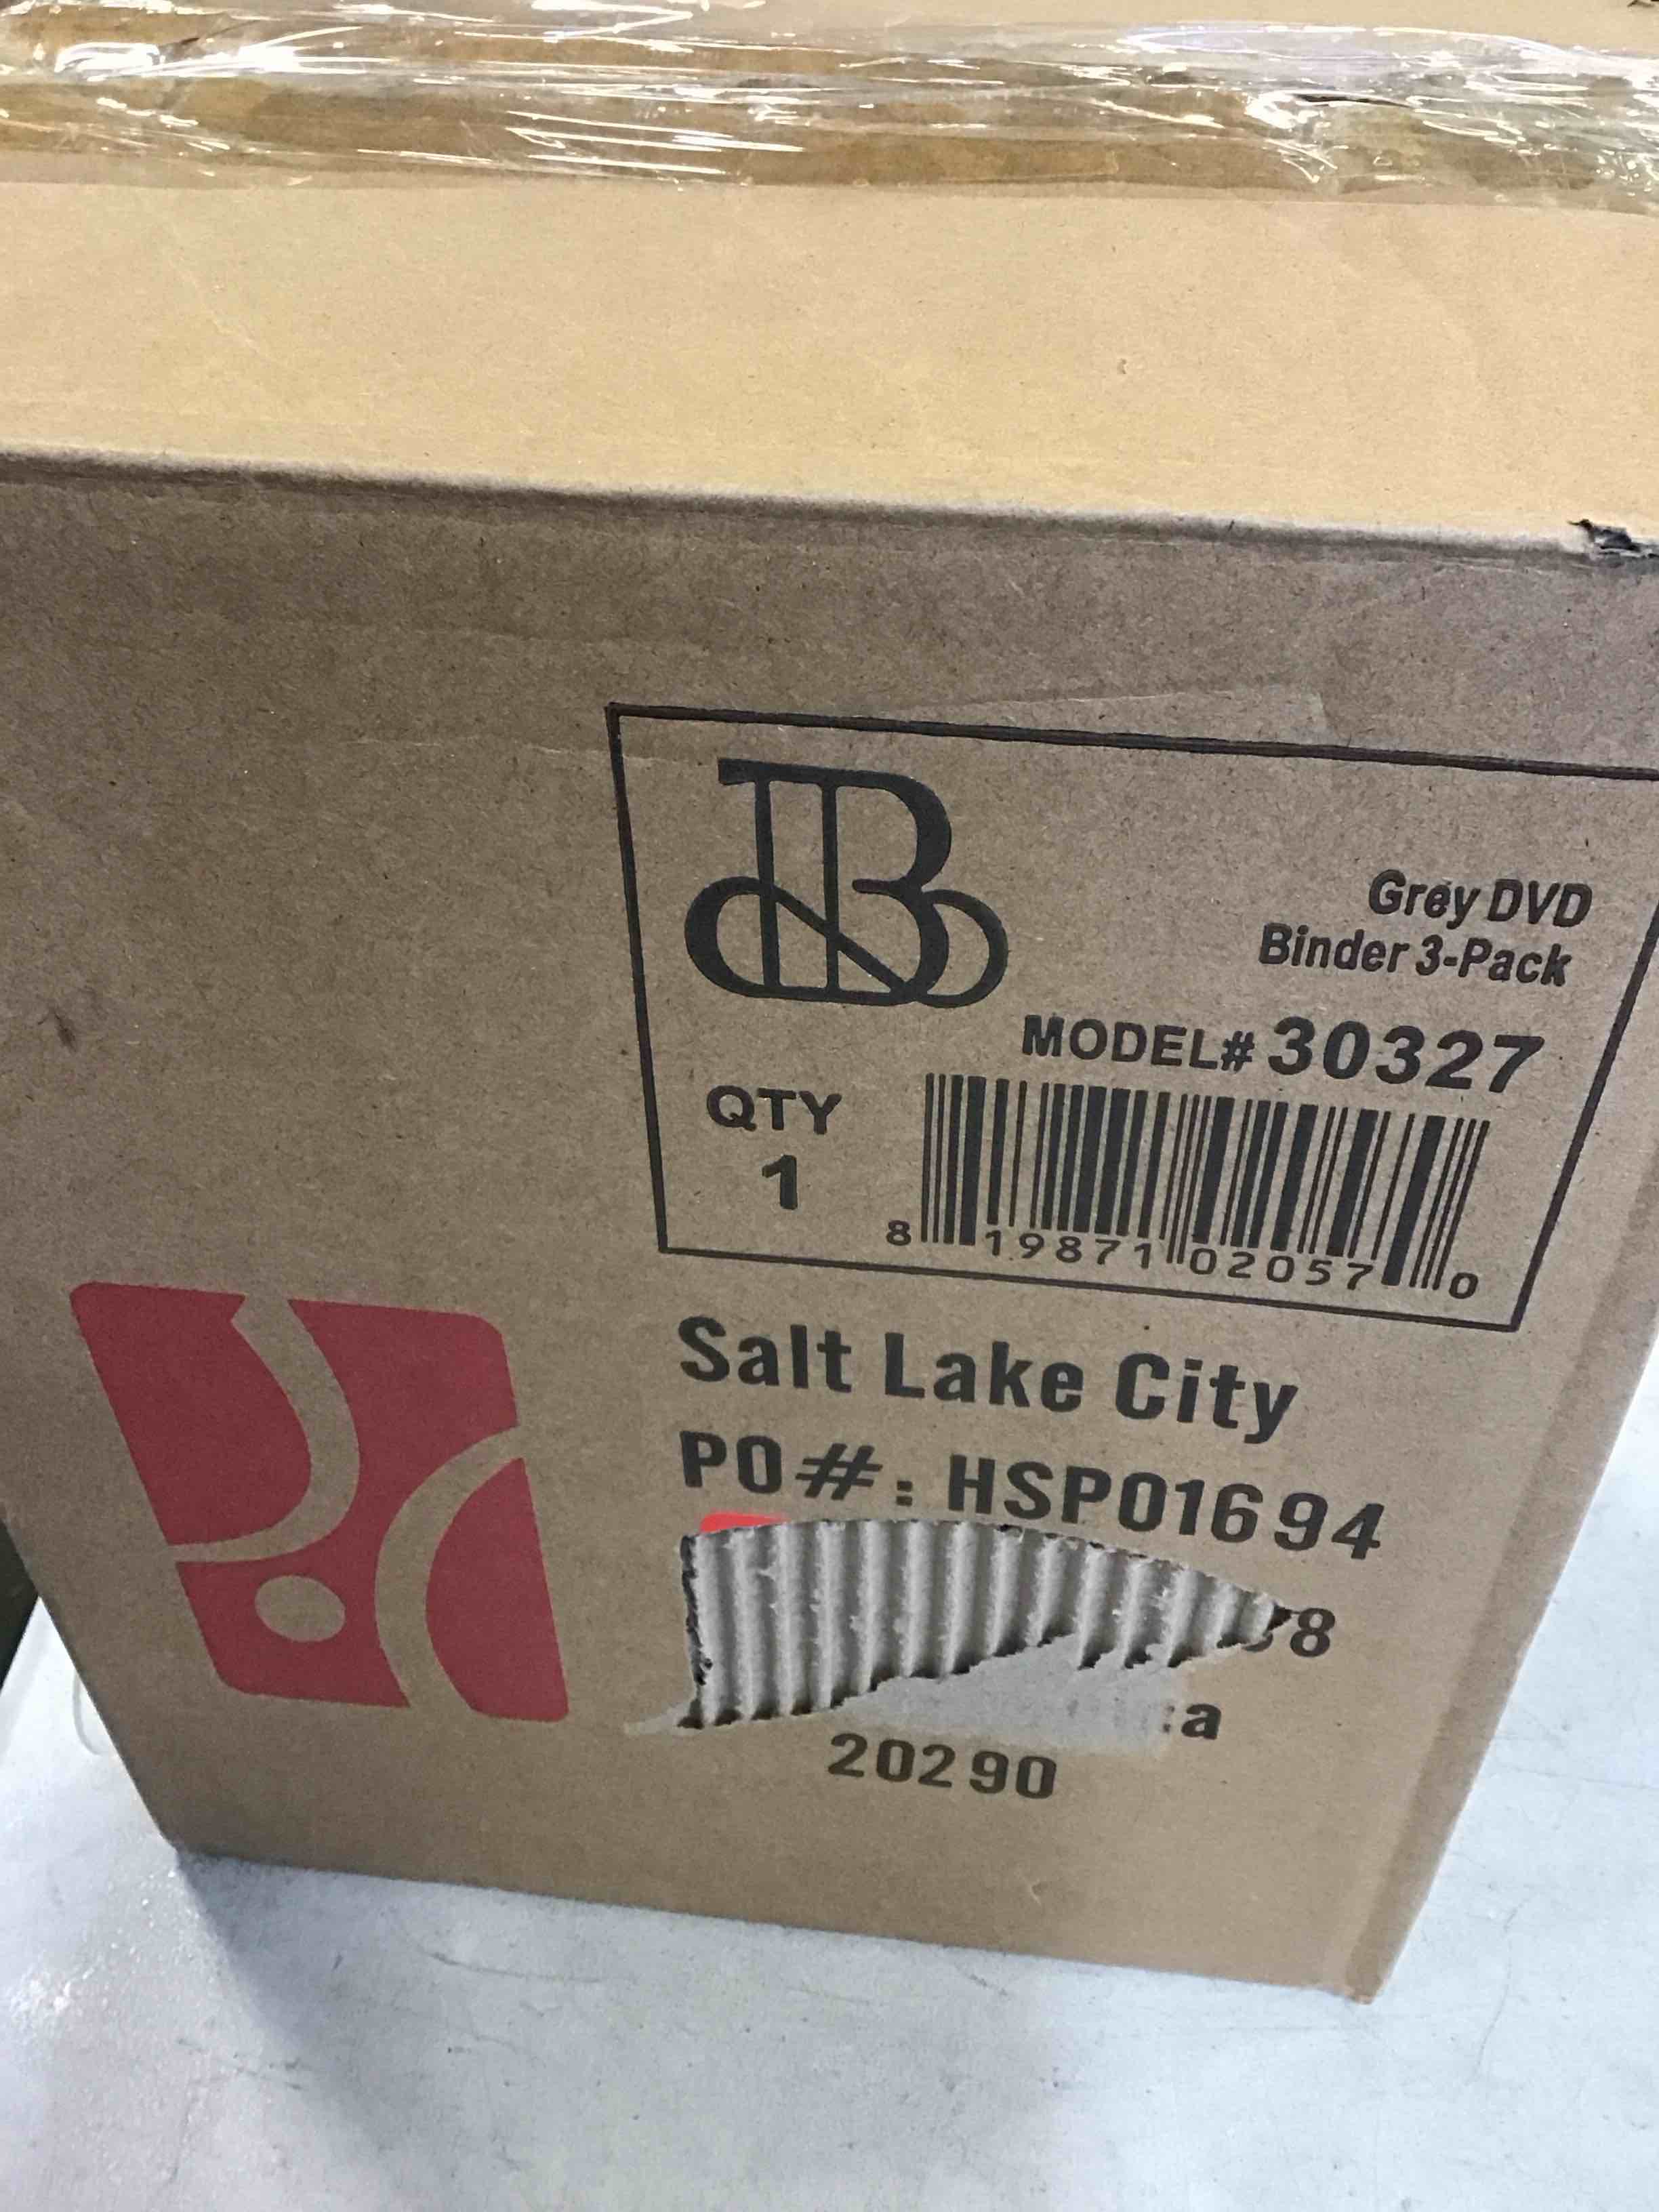 Grey DVD
Binder 3-Pack
MODEL# 30327
QTY
1
8 19871 02057 0
Salt Lake City
PO#: HSP01694
8
a
20290